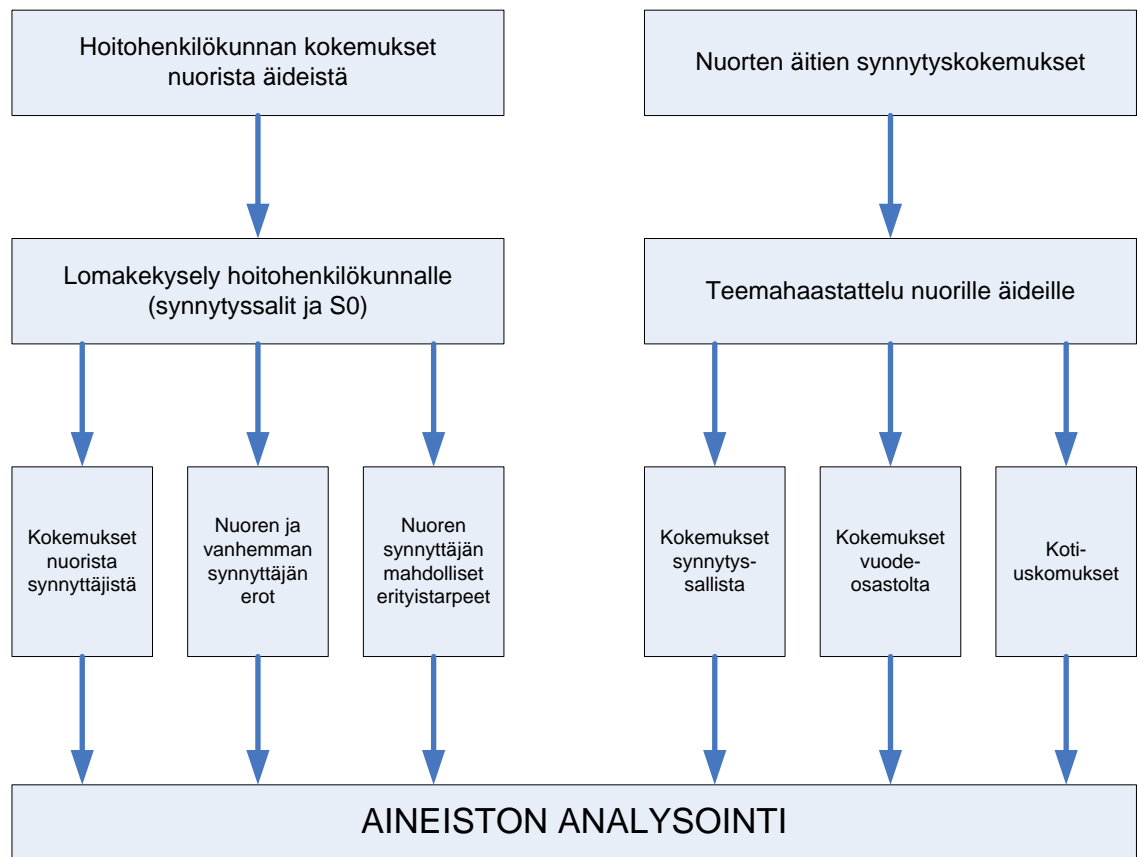 Hoitohenkilökunnan kokemukset
nuorista äideistä
Nuorten äitien synnytyskokemukset
Lomakekysely hoitohenkilökunnalle
(synnytyssalit ja S0)
Teemahaastattelu nuorille äideille
Kokemukset
nuorista
synnyttäjistä
Nuoren ja
vanhemman
synnyttäjän
erot
Nuoren
synnyttäjän
mahdolliset
erityistarpeet
Kokemukset
synnytys-
sallista
Kokemukset
vuode-
osastolta
Koti-
uskomukset
AINEISTON ANALYSOINTI